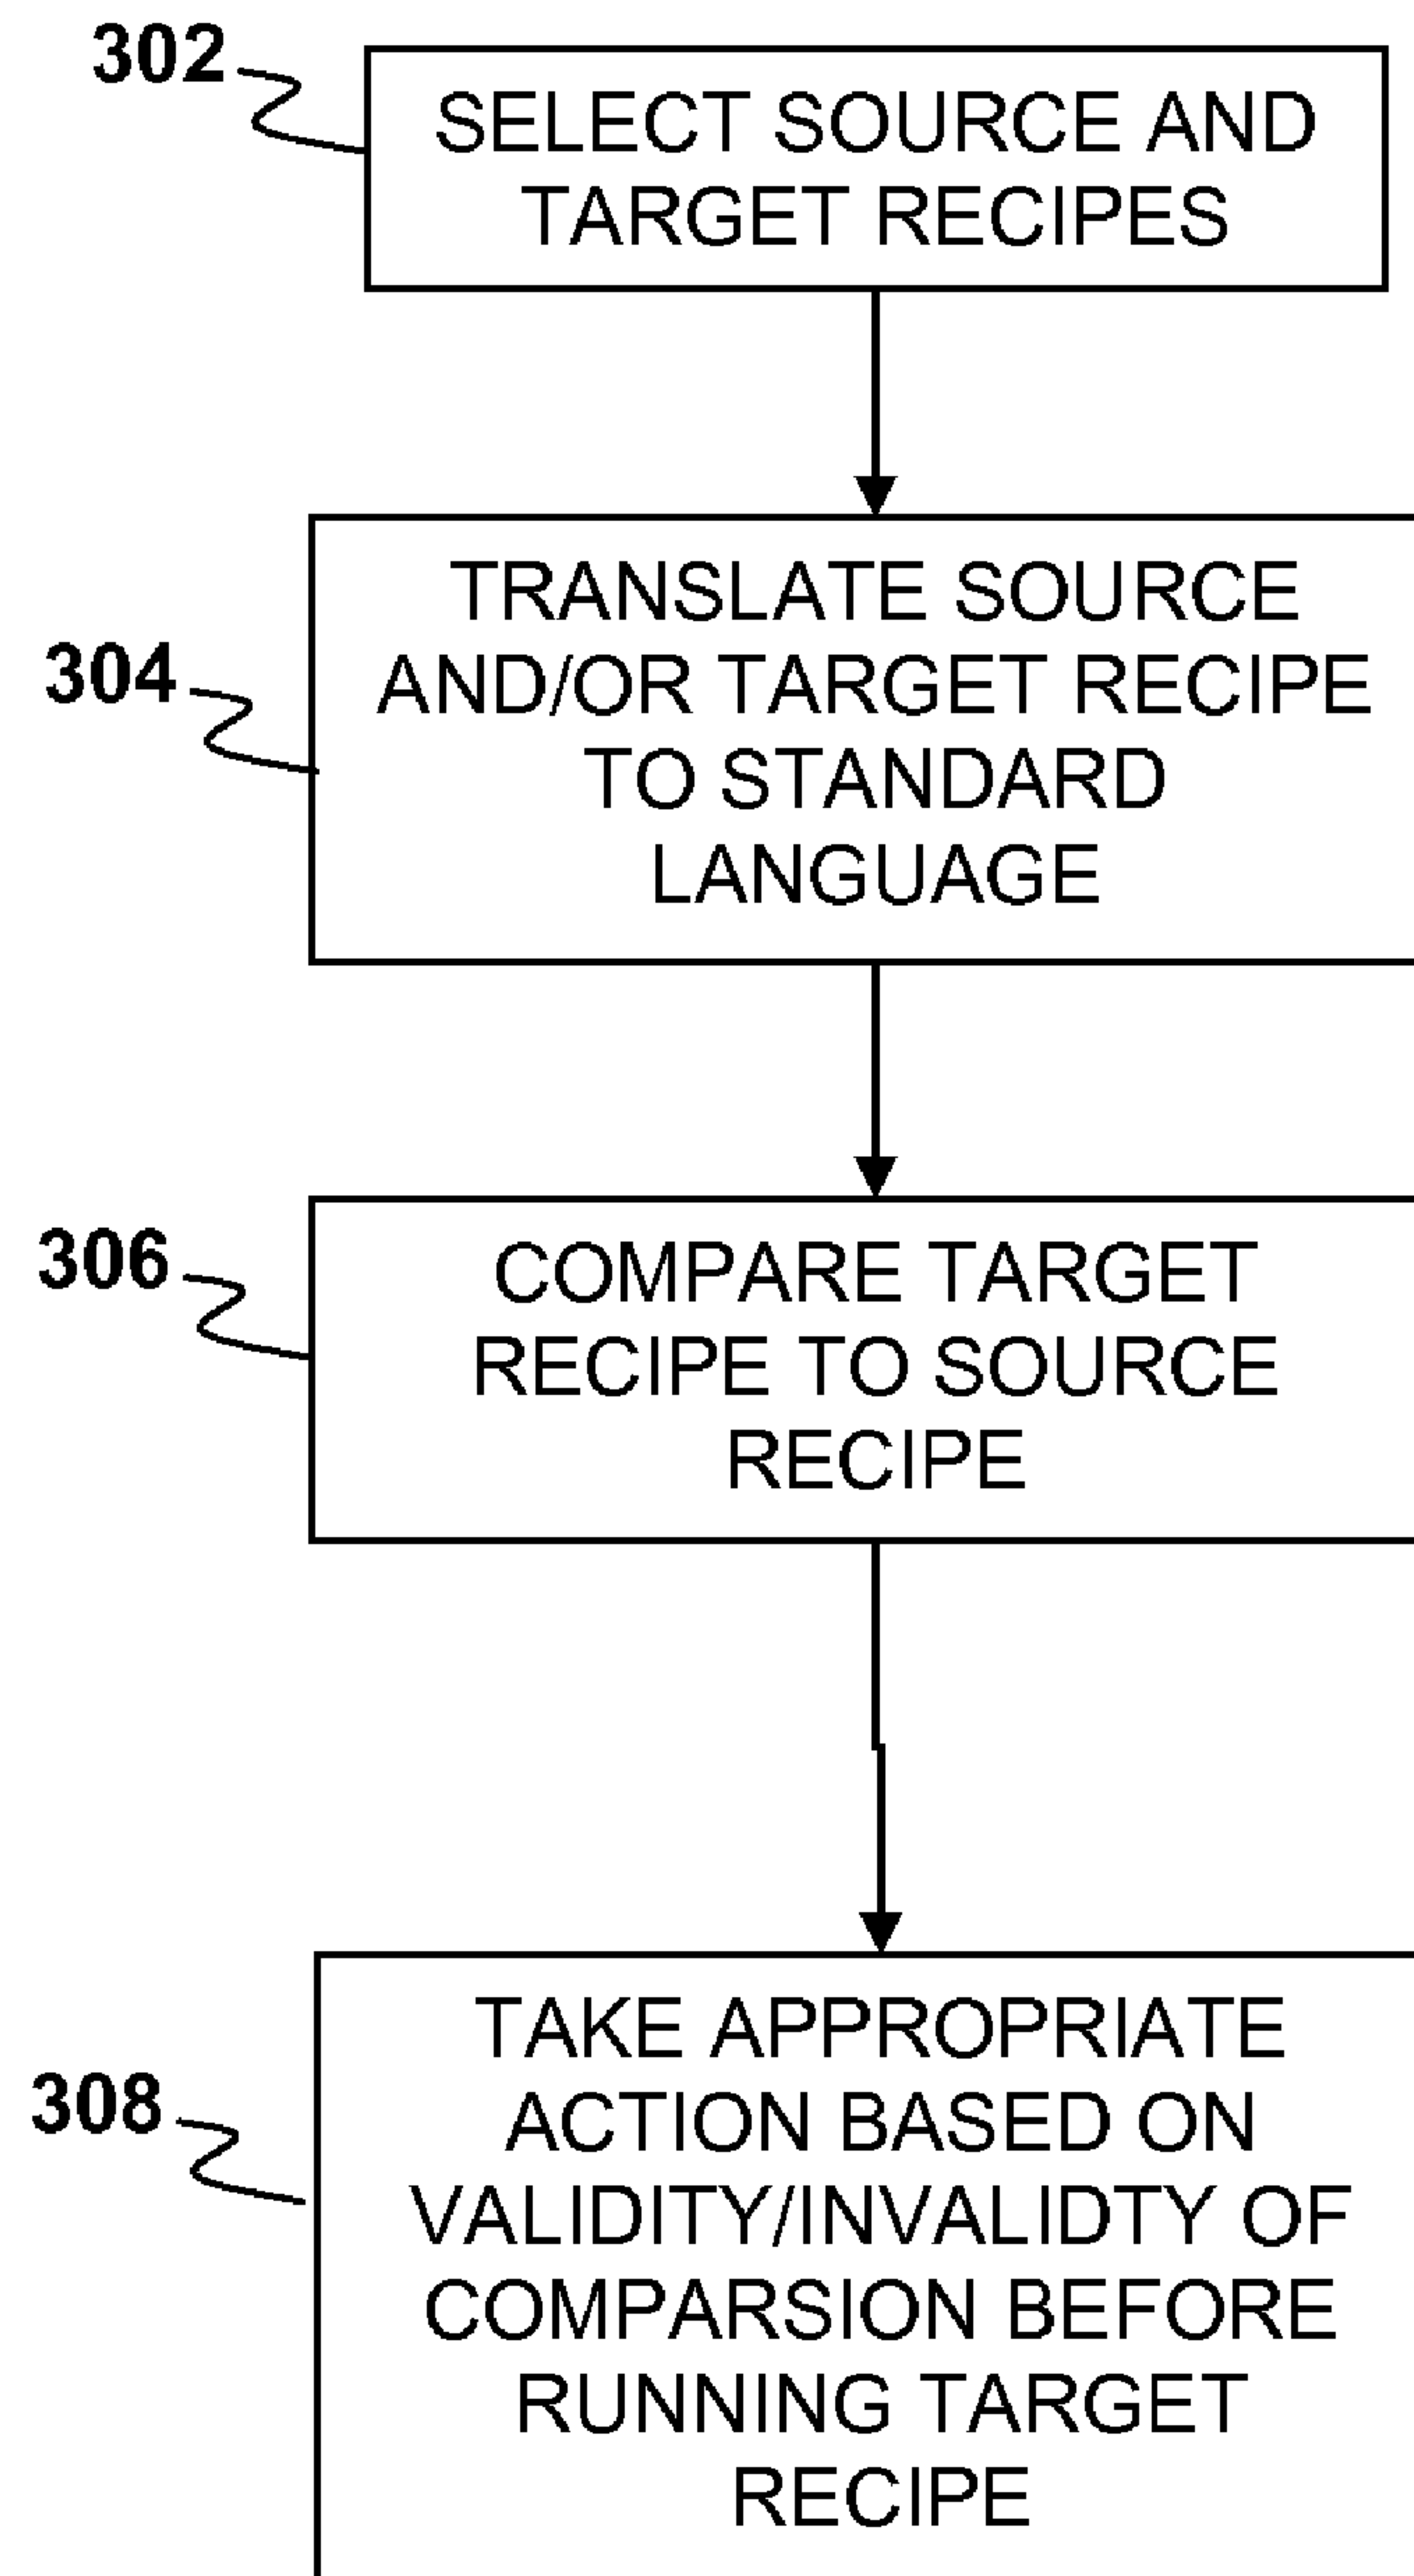 302
SELECT SOURCE AND
TARGET RECIPES
304
TRANSLATE SOURCE
AND/OR TARGET RECIPE
TO STANDARD
LANGUAGE
306
COMPARE TARGET
RECIPE TO SOURCE
RECIPE
308
TAKE APPROPRIATE
ACTION BASED ON
VALIDITY/INVALIDTY OF
COMPARSION BEFORE
RUNNING TARGET
RECIPE